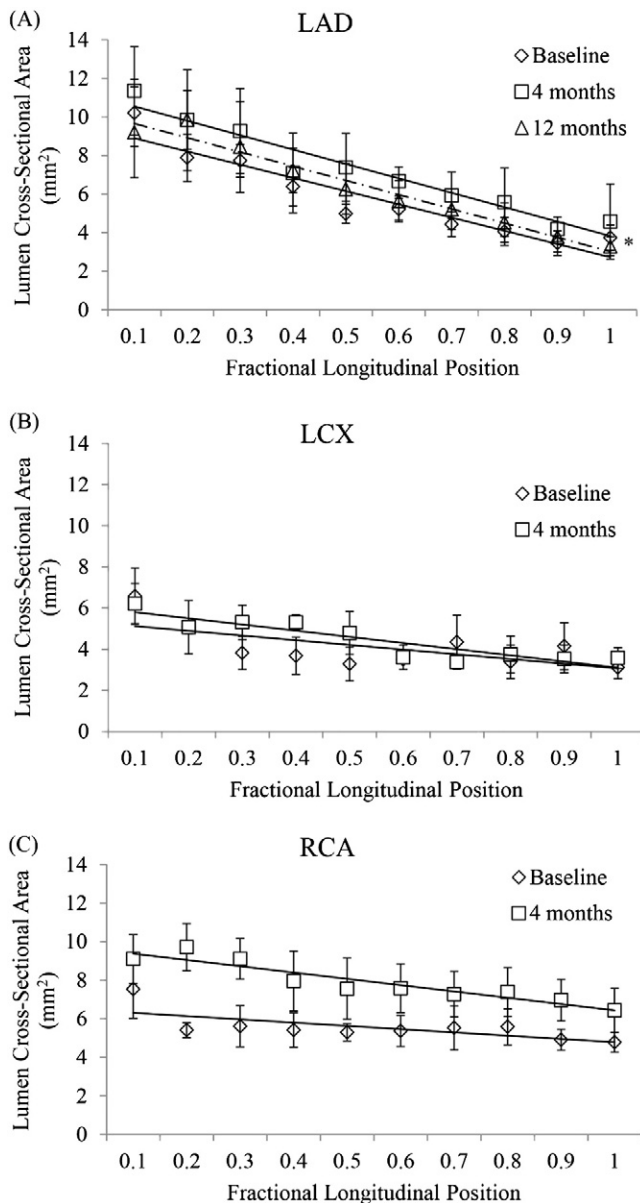 (A)
LAD
Baseline
4 months
12 months
Lumen Cross-Sectional Area
(mm²)
14
12
10
8
6
4
2
0
*
0.1 0.2 0.3 0.4 0.5 0.6 0.7 0.8 0.9 1
Fractional Longitudinal Position
(B)
LCX
Baseline
4 months
Lumen Cross-Sectional Area
(mm²)
14
12
10
8
6
4
2
0
0.1 0.2 0.3 0.4 0.5 0.6 0.7 0.8 0.9 1
Fractional Longitudinal Position
(C)
RCA
Baseline
4 months
Lumen Cross-Sectional Area
(mm²)
14
12
10
8
6
4
2
0
0.1 0.2 0.3 0.4 0.5 0.6 0.7 0.8 0.9 1
Fractional Longitudinal Position